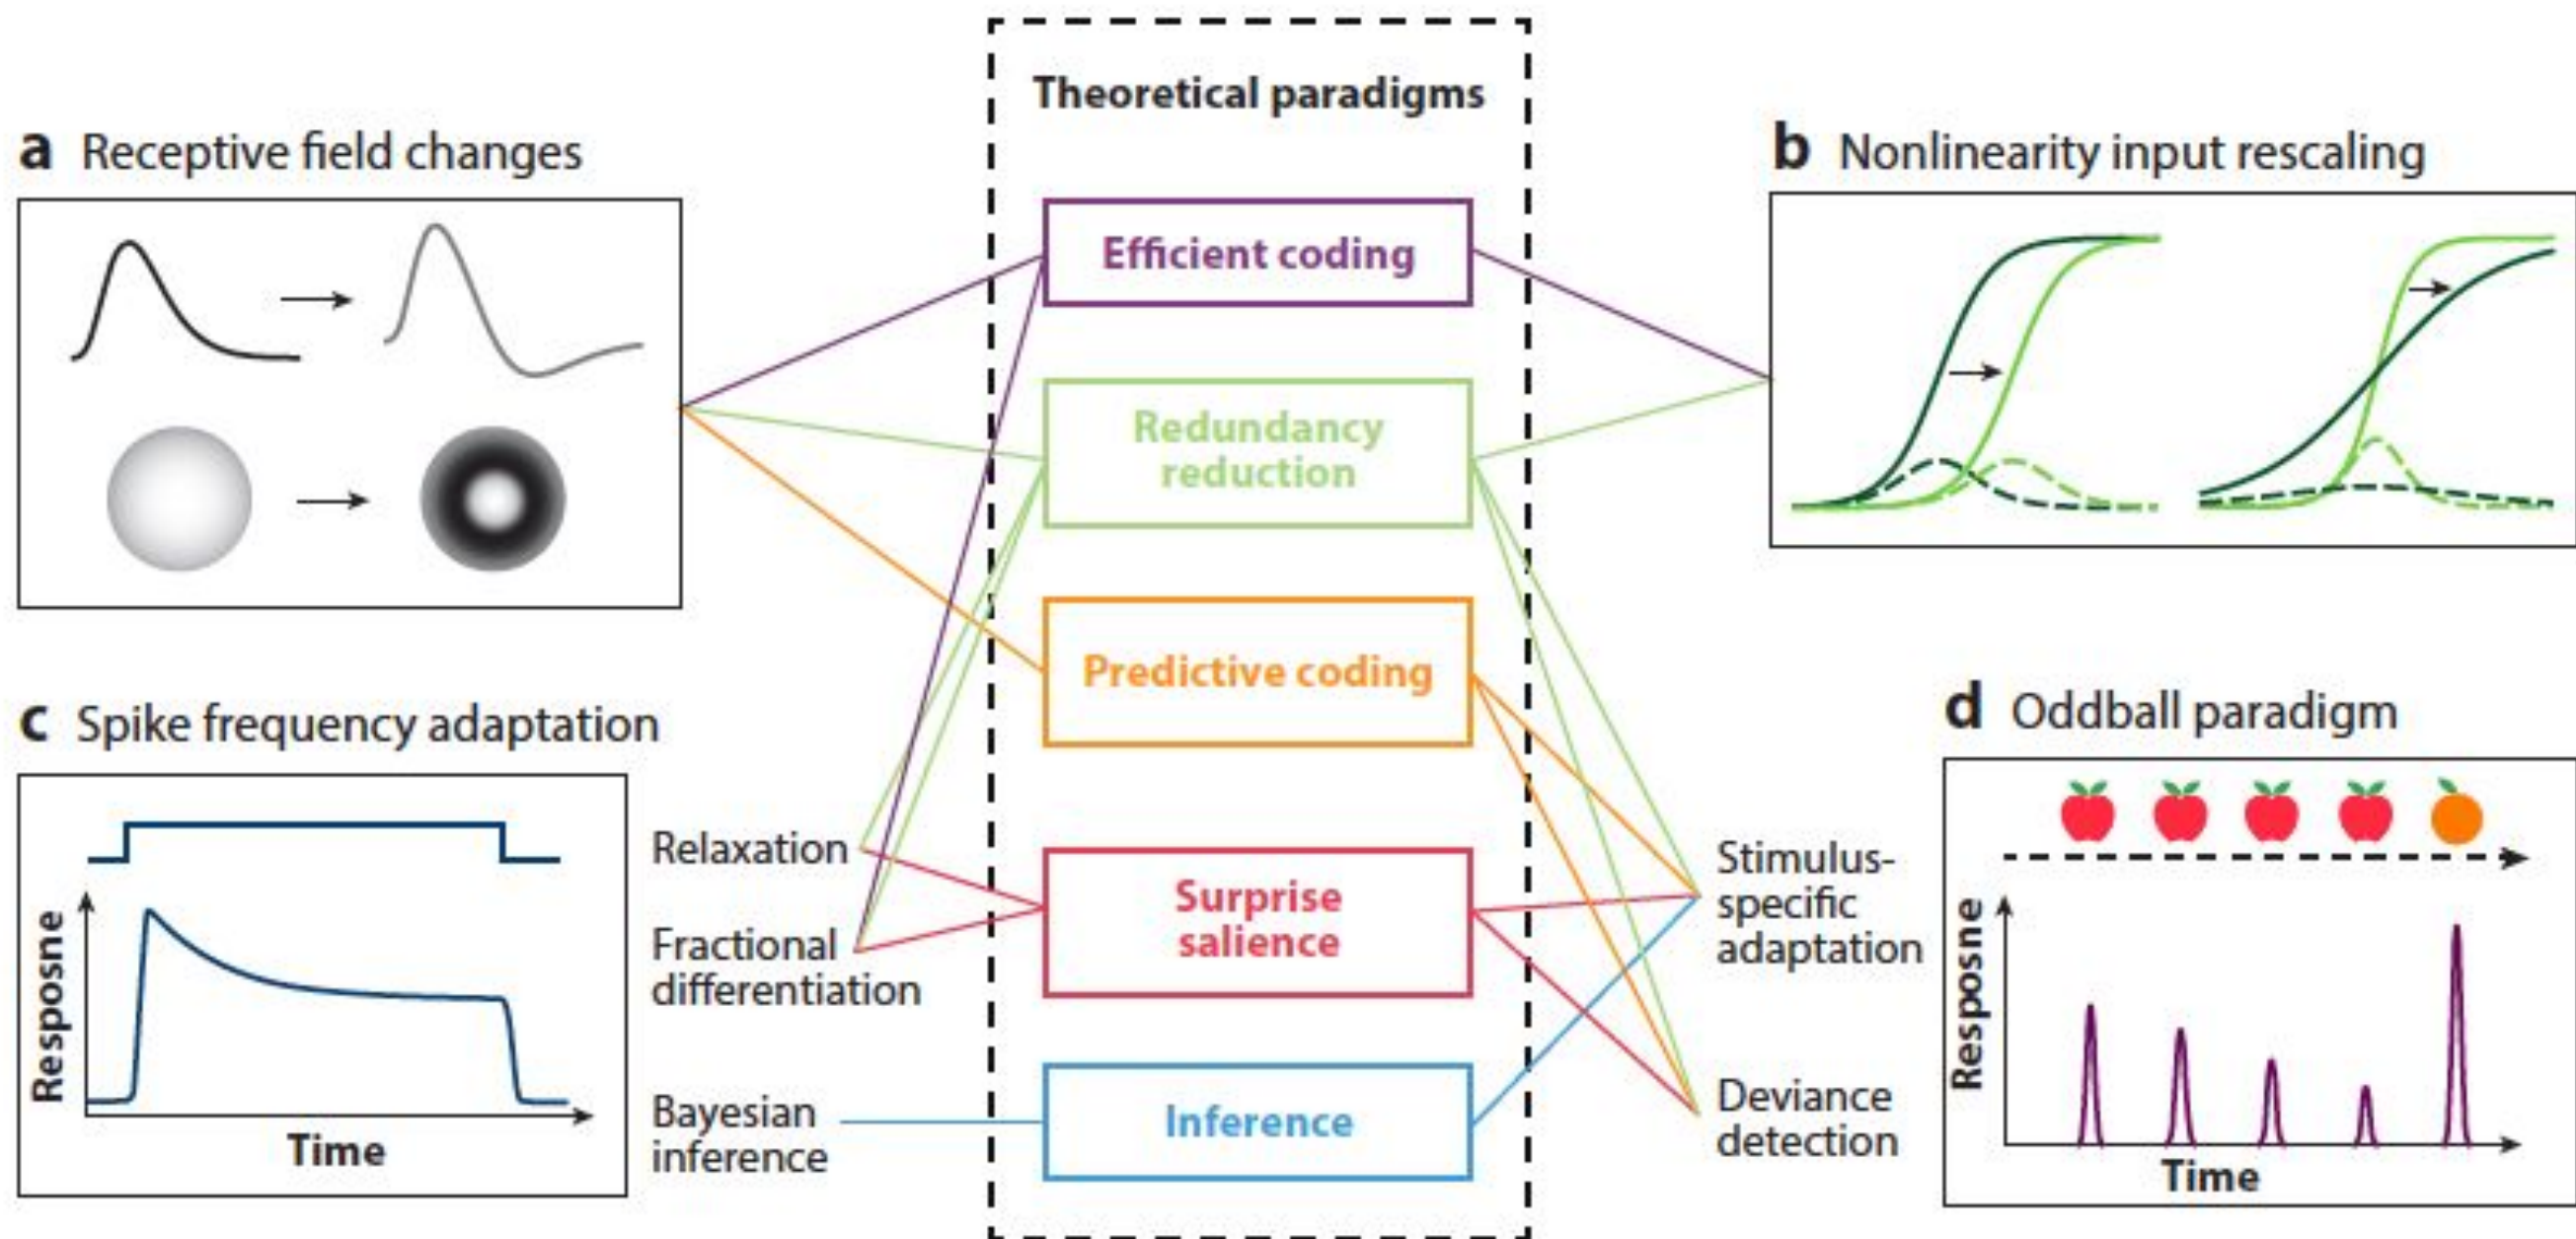 Theoretical paradigms
a Receptive field changes
b Nonlinearity input rescaling
Efficient coding
Redundancy
reduction
Predictive coding
c Spike frequency adaptation
Resposne
Time
Relaxation
Fractional
differentiation
Bayesian
inference
Surprise
salience
Inference
Stimulus-
specific
adaptation
Deviance
detection
d Oddball paradigm
Resposne
Time